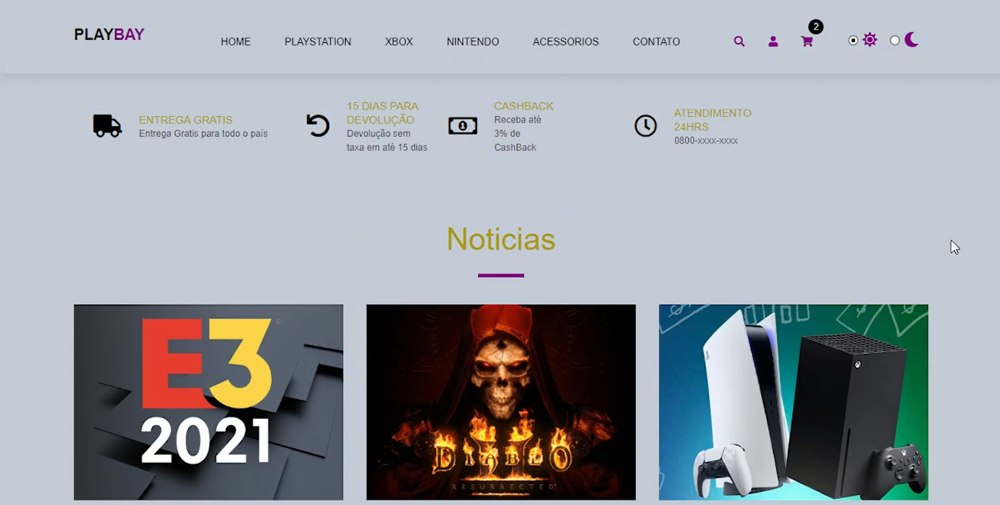 PLAYBAY
HOME PLAYSTATION XBOX NINTENDO ACESSORIOS CONTATO 2
ENTREGA GRATIS
Entrega Gratis para todo o país
15 DIAS PARA
DEVOLUÇÃO
Devolução sem
taxa em até 15 dias
1
CASHBACK
Receba até
3% de
CashBack
ATENDIMENTO
24HRS
0800-xxxx-xxxx
Noticias
E3
2021
DIABLO
II
RESURRECTED